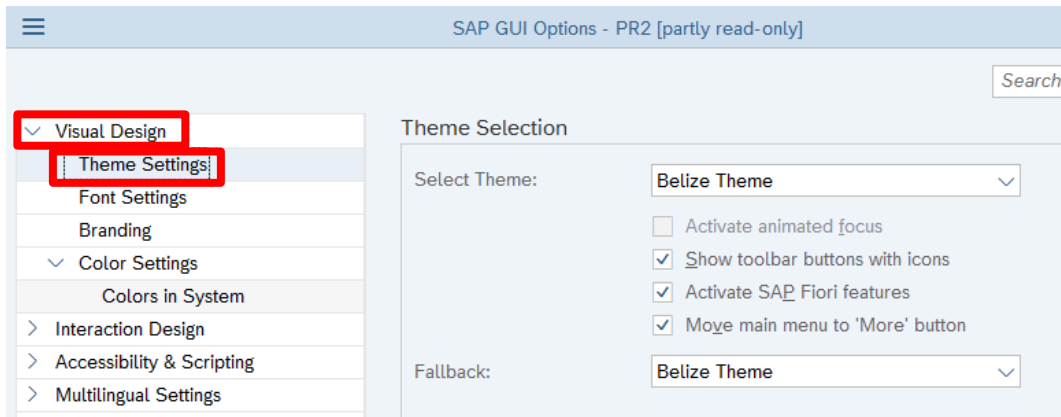 SAP GUI Options - PR2 [partly read-only]
Search
Visual Design
Theme Settings
Font Settings
Branding
Color Settings
Colors in System
Interaction Design
Accessibility & Scripting
Multilingual Settings
Theme Selection
Select Theme:
Belize Theme
Activate animated focus
Show toolbar buttons with icons
Activate SAP Fiori features
Move main menu to 'More' button
Fallback:
Belize Theme